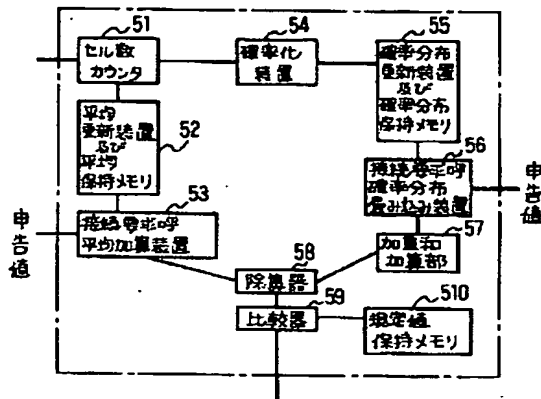 51
セル数
カウンタ
54
確率化
装置
55
確率分布
更新装置
及び
確率分布
保持メモリ
平均
更新装置
及び
平均
保持メモリ
52
56
接続要求呼
確率分布
畳み込み装置
申告値
53
接続要求呼
平均加算装置
申告値
57
加重和
加算部
58
除算器
59
比較器
510
規定値
保持メモリ